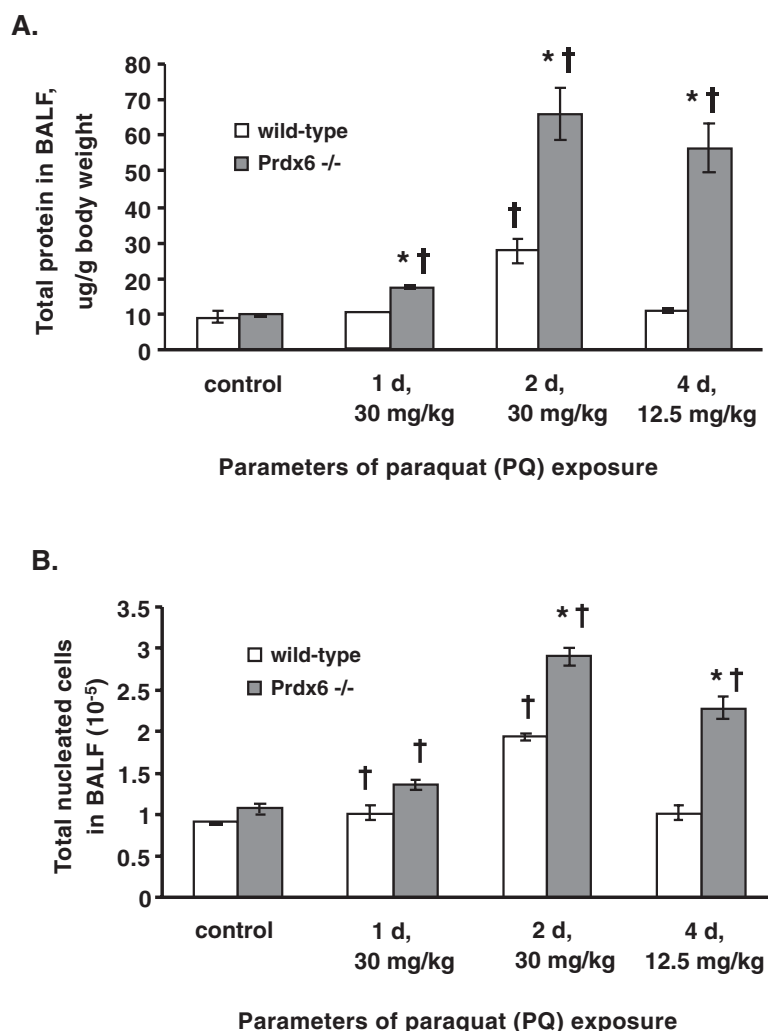 A.
80
70
60
50
40
30
20
10
0
Total protein in BALF,
ug/g body weight
wild-type
Prdx6 -/-
* †
†
* †
* †
control
1 d,
30 mg/kg
2 d,
30 mg/kg
4 d,
12.5 mg/kg
Parameters of paraquat (PQ) exposure
B.
3.5
3
2.5
2
1.5
1
0.5
0
Total nucleated cells
in BALF (10-5)
wild-type
Prdx6 -/-
†
†
†
* †
* †
control
1 d,
30 mg/kg
2 d,
30 mg/kg
4 d,
12.5 mg/kg
Parameters of paraquat (PQ) exposure